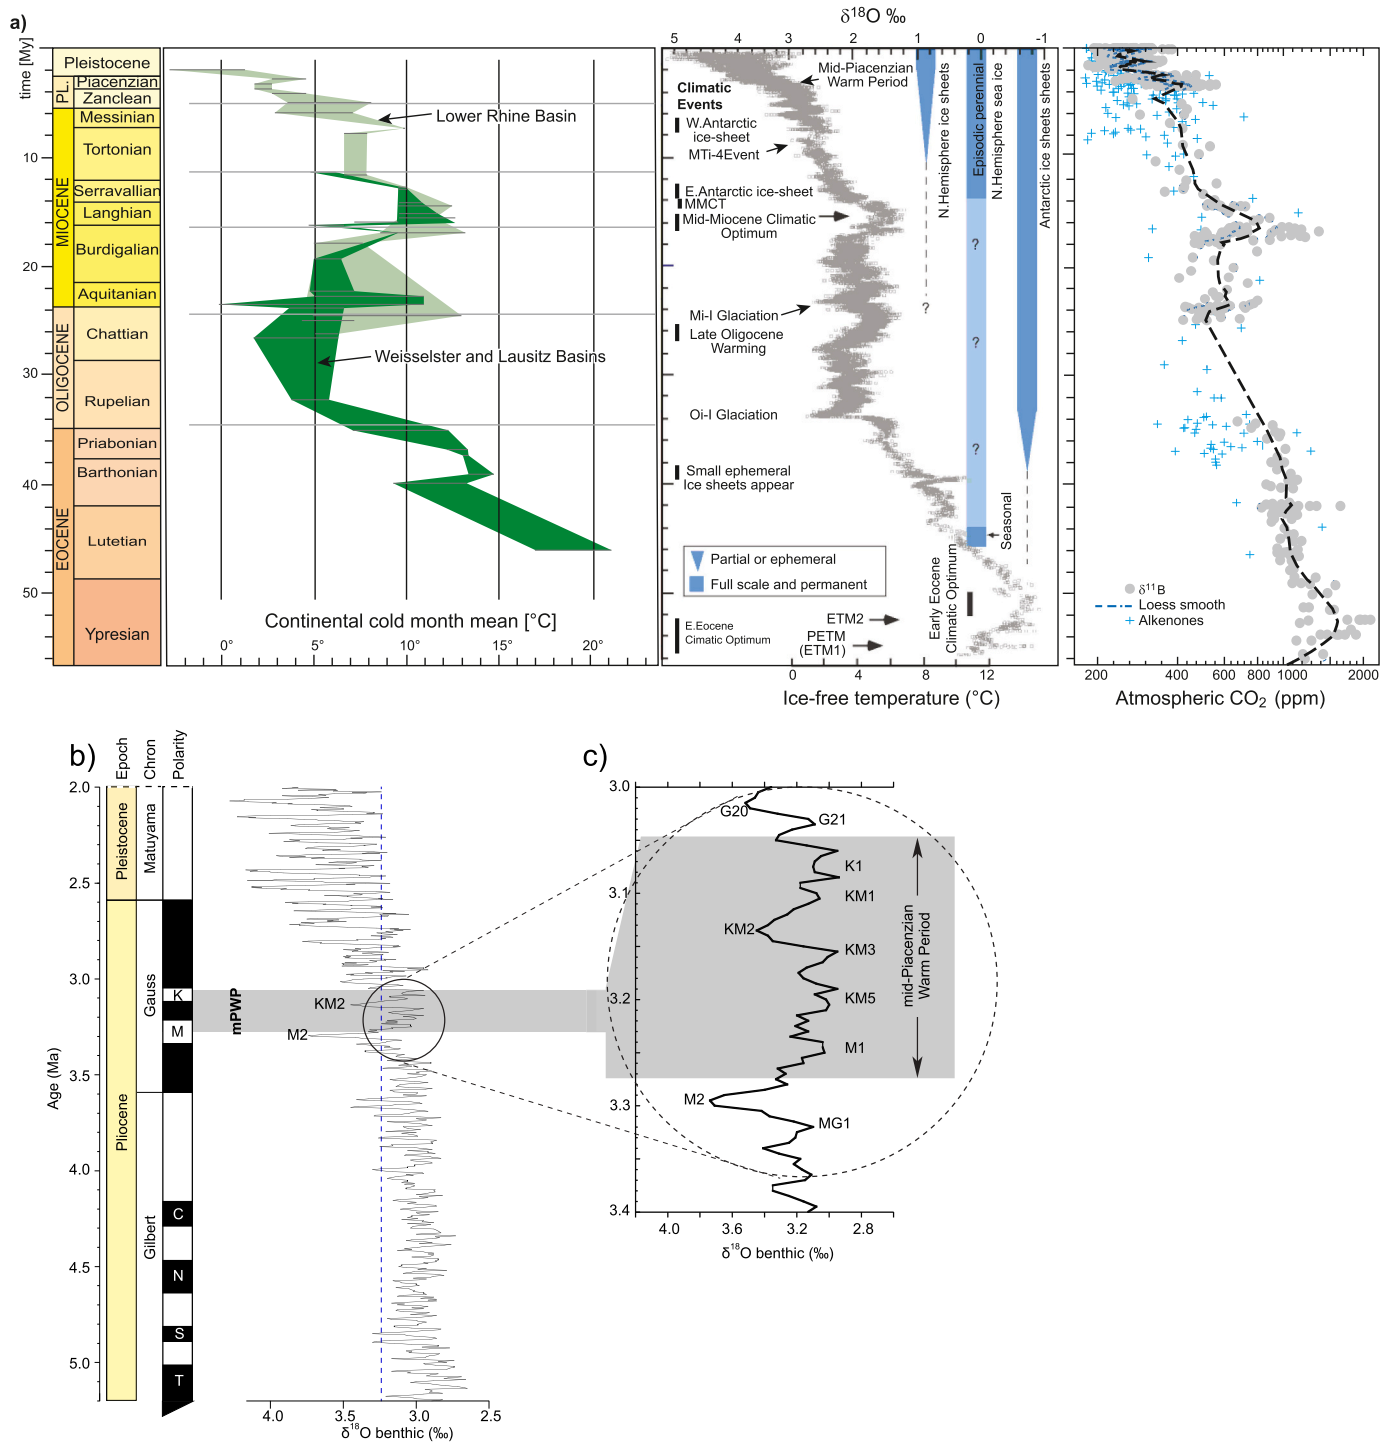 a)
time [My]
10
20
30
40
50
PL.
MIOCENE
OLIGOCENE
EOCENE
Pleistocene
Piacenzian
Zanclean
Messinian
Tortonian
Serravallian
Langhian
Burdigalian
Aquitanian
Chattian
Rupelian
Priabonian
Barthonian
Lutetian
Ypresian
Lower Rhine Basin
Weisselster and Lausitz Basins
Continental cold month mean [°C]
0° 5° 10° 15° 20°
δ18O ‰
5 4 3 2 1 0 -1
Climatic
Events
Mid-Piacenzian
Warm Period
W.Antarctic
ice-sheet
MTi-4Event
E.Antarctic ice-sheet
MMCT
Mid-Miocene Climatic
Optimum
Mi-I Glaciation
Late Oligocene
Warming
Oi-I Glaciation
Small ephemeral
Ice sheets appear
Partial or ephemeral
Full scale and permanent
E.Eocene
Cimatic Optimum
ETM2
PETM
(ETM1)
Early Eocene
Climatic Optimum
Seasonal
N.Hemisphere ice sheets
Episodic perennial
N.Hemisphere sea ice
Antarctic ice sheets sheets
?
?
?
?
0 4 8 12
Ice-free temperature (°C)
δ11B
Loess smooth
Alkenones
200 400 600 800 1000 2000
Atmospheric CO2 (ppm)
b)
Epoch
Chron
Polarity
Age (Ma)
2.0
2.5
3.0
3.5
4.0
4.5
5.0
Pleistocene
Pliocene
Matuyama
Gauss
Gilbert
K
M
C
N
S
T
mPWP
KM2
M2
4.0 3.5 3.0 2.5
δ18O benthic (‰)
c)
3.0
3.1
3.2
3.3
3.4
G20
G21
K1
KM1
KM2
KM3
KM5
M1
M2
MG1
mid-Piacenzian
Warm Period
4.0 3.6 3.2 2.8
δ18O benthic (‰)